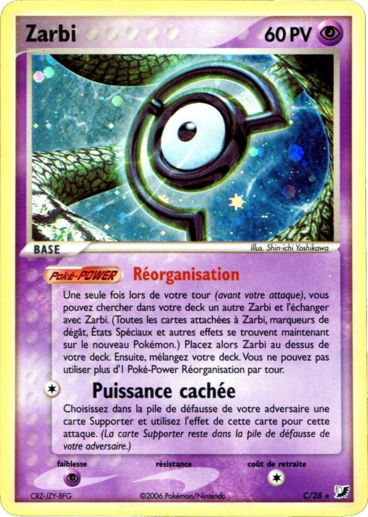 Zarbi 60 PV
BASE
Illus. Shin-ichi Yoshikawa
Poké-POWER Réorganisation
Une seule fois lors de votre tour (avant votre attaque), vous
pouvez chercher dans votre deck un autre Zarbi et l'échanger
avec Zarbi. (Toutes les cartes attachées à Zarbi, marqueurs de
dégât, États Spéciaux et autres effets se trouvent maintenant
sur le nouveau Pokémon.) Placez alors Zarbi au dessus de
votre deck. Ensuite, mélangez votre deck. Vous ne pouvez pas
utiliser plus d'1 Poké-Power Réorganisation par tour.
Puissance cachée
Choisissez dans la pile de défausse de votre adversaire une
carte Supporter et utilisez l'effet de cette carte pour cette
attaque. (La carte Supporter reste dans la pile de défausse de
votre adversaire.)
faiblesse résistance coût de retraite
CRZ-JZY-BFG ©2006 Pokémon/Nintendo C/28 ★